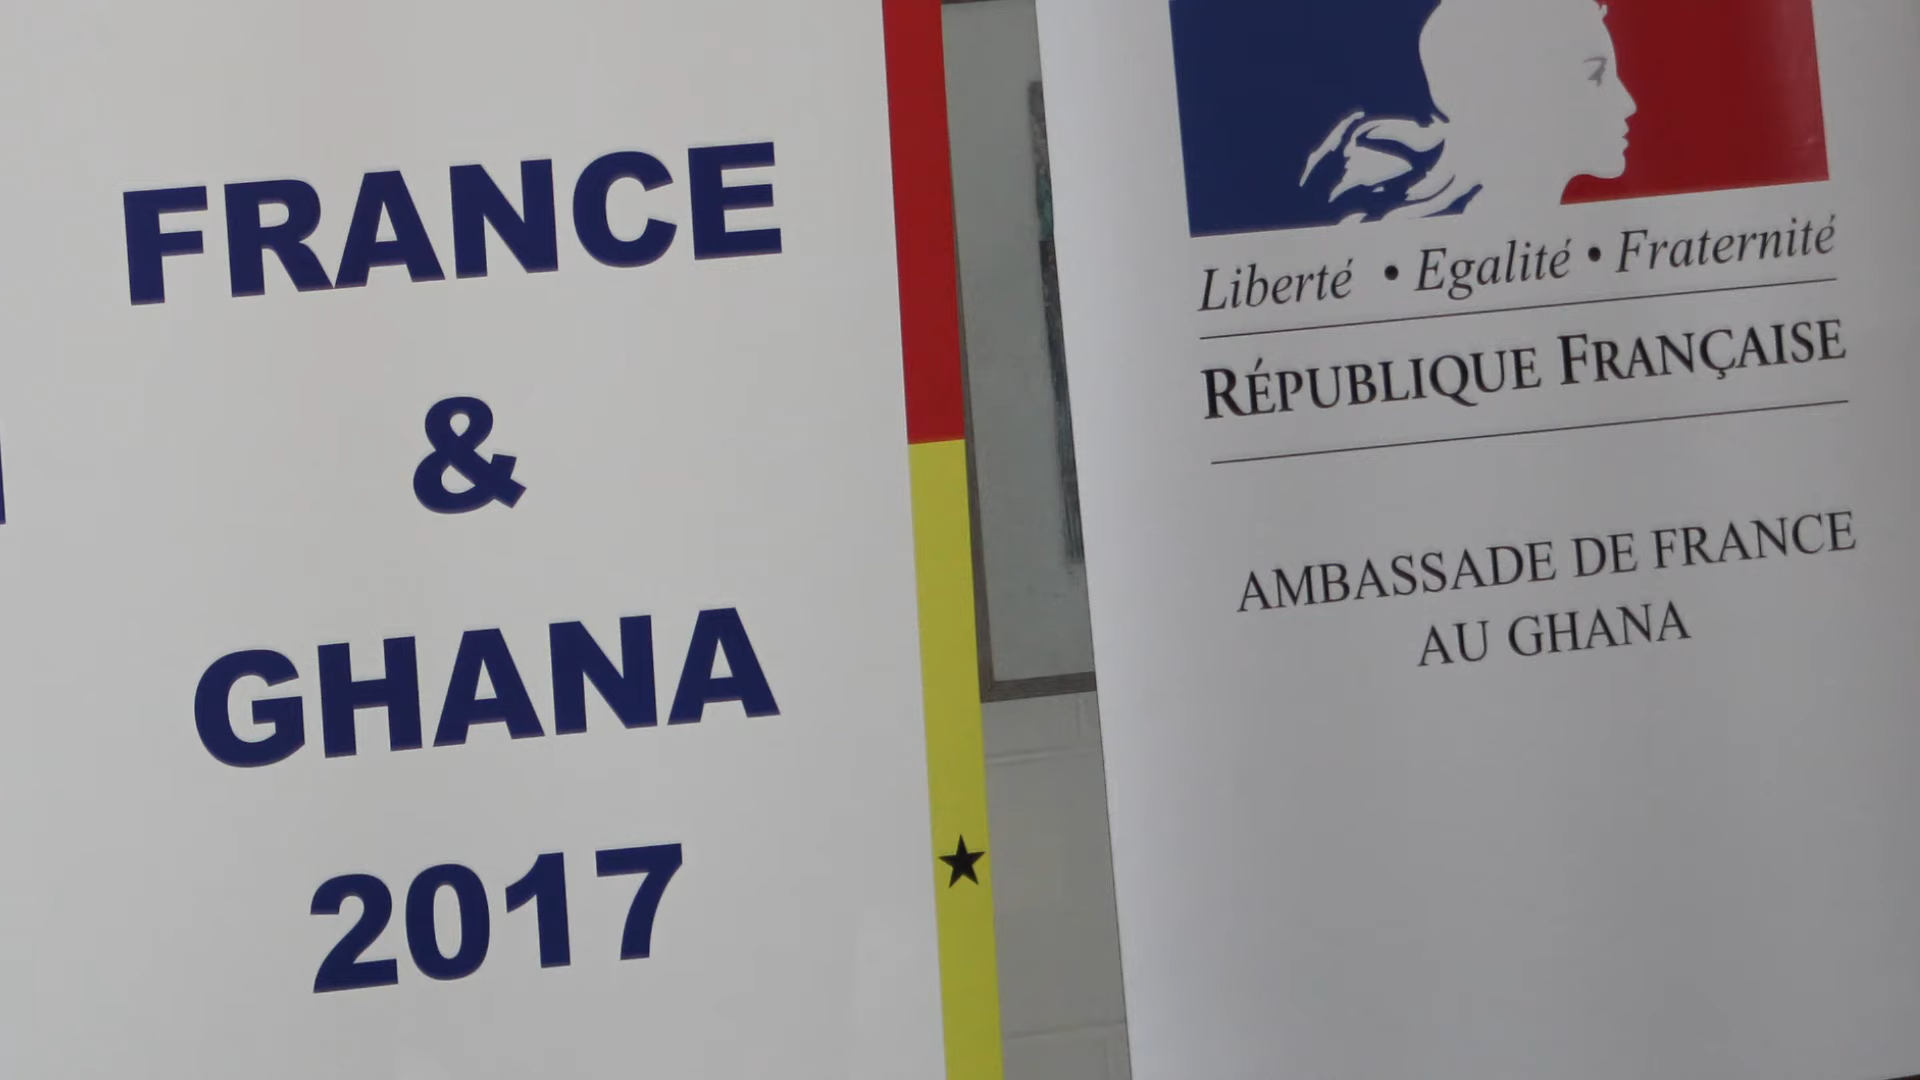 FRANCE
&
GHANA
2017
Liberté • Egalité • Fraternité
RÉPUBLIQUE FRANÇAISE
AMBASSADE DE FRANCE
AU GHANA